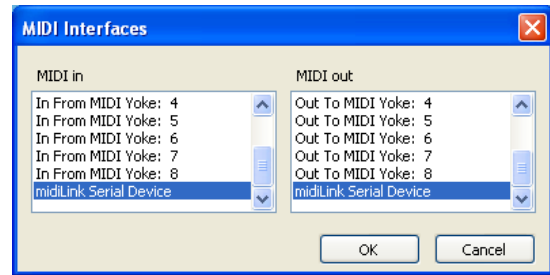 MIDI Interfaces
MIDI in
In From MIDI Yoke: 4
In From MIDI Yoke: 5
In From MIDI Yoke: 6
In From MIDI Yoke: 7
In From MIDI Yoke: 8
midiLink Serial Device
MIDI out
Out To MIDI Yoke: 4
Out To MIDI Yoke: 5
Out To MIDI Yoke: 6
Out To MIDI Yoke: 7
Out To MIDI Yoke: 8
midiLink Serial Device
OK
Cancel